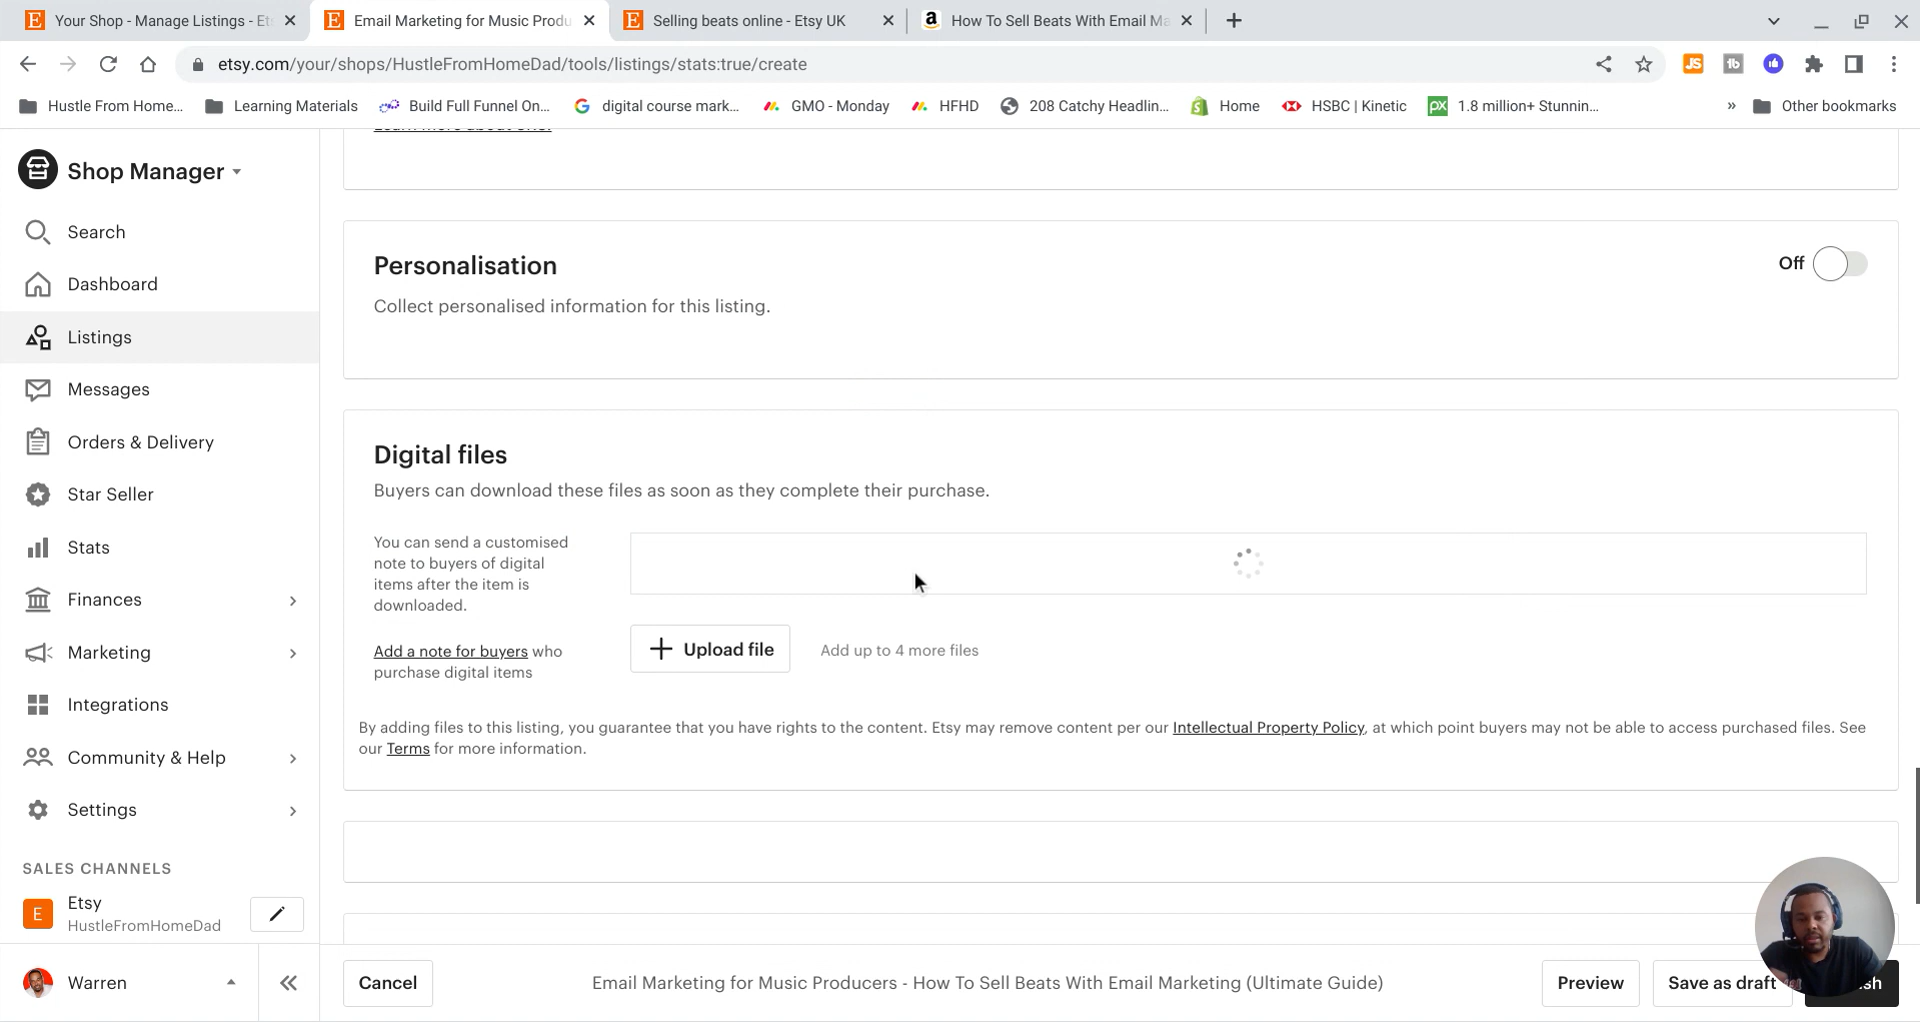 Your Shop - Manage Listings - Et
Email Marketing for Music Produ
Selling beats online - Etsy UK
How To Sell Beats With Email Ma
etsy.com/your/shops/HustleFromHomeDad/tools/listings/stats:true/create
Hustle From Home...
Learning Materials
Build Full Funnel On...
digital course mark...
GMO - Monday
HFHD
208 Catchy Headlin...
Home
HSBC | Kinetic
1.8 million+ Stunnin...
»
Other bookmarks
Shop Manager
Search
Dashboard
Listings
Messages
Orders & Delivery
Star Seller
Stats
Finances
Marketing
Integrations
Community & Help
Settings
SALES CHANNELS
E
Etsy
HustleFromHomeDad
Warren
Personalisation
Off
Collect personalised information for this listing.
Digital files
Buyers can download these files as soon as they complete their purchase.
You can send a customised
note to buyers of digital
items after the item is
downloaded.
Add a note for buyers who
purchase digital items
Upload file
Add up to 4 more files
By adding files to this listing, you guarantee that you have rights to the content. Etsy may remove content per our Intellectual Property Policy, at which point buyers may not be able to access purchased files. See
our Terms for more information.
Cancel
Email Marketing for Music Producers - How To Sell Beats With Email Marketing (Ultimate Guide)
Preview
Save as draft